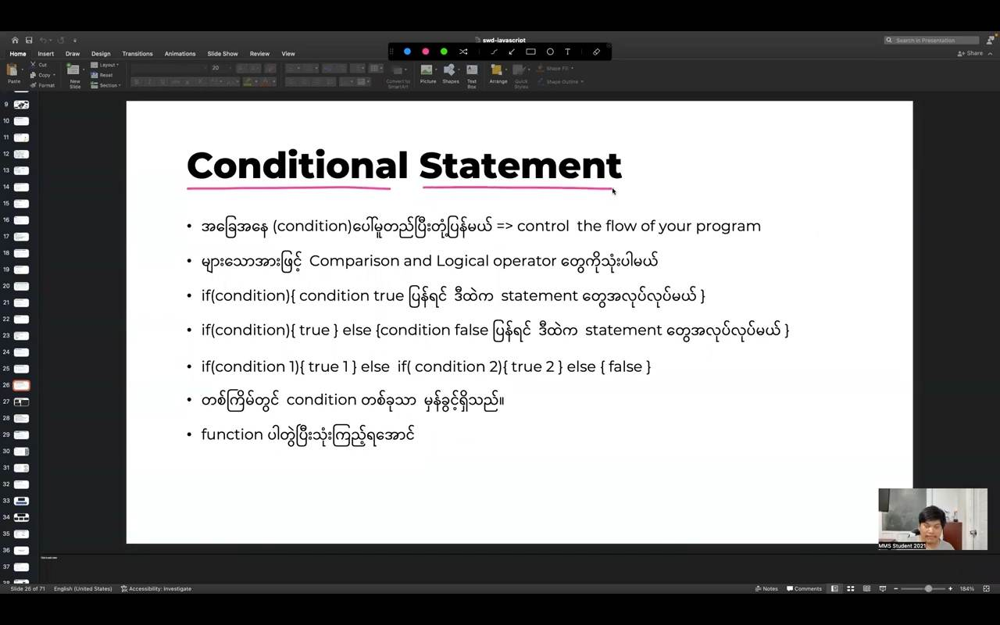 swd-javascript
Search in Presentation
Home Insert Draw Design Transitions Animations Slide Show Review View
Share
Paste
Cut
Copy
Format
New Slide
Layout
Reset
Section
20
Convert to SmartArt
Picture
Shapes
Text Box
Arrange
Quick Styles
Shape Fill
Shape Outline
9
10
11
12
13
14
15
16
17
18
19
20
21
22
23
24
25
26
27
28
29
30
31
32
33
34
35
36
37
Conditional Statement
• အခြေအနေ (condition)ပေါ်မူတည်ပြီးတုံ့ပြန်မယ် => control the flow of your program
• များသောအားဖြင့် Comparison and Logical operator တွေကိုသုံးပါမယ်
• if(condition){ condition true ပြန်ရင် ဒီထဲက statement တွေအလုပ်လုပ်မယ် }
• if(condition){ true } else {condition false ပြန်ရင် ဒီထဲက statement တွေအလုပ်လုပ်မယ် }
• if(condition 1){ true 1 } else if( condition 2){ true 2 } else { false }
• တစ်ကြိမ်တွင် condition တစ်ခုသာ မှန်ခွင့်ရှိသည်။
• function ပါတွဲပြီးသုံးကြည့်ရအောင်
MMS Student 2021
Slide 26 of 71 English (United States) Accessibility: Investigate
Notes Comments 184%